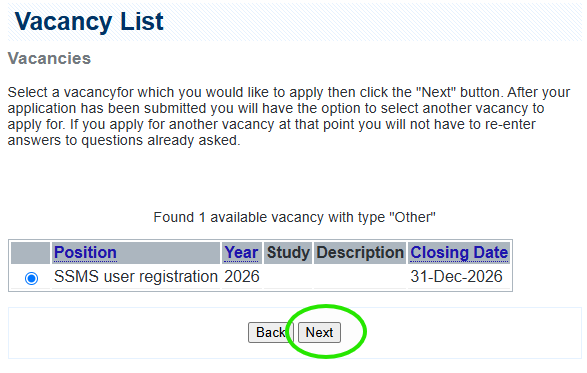 Vacancy List
Vacancies
Select a vacancyfor which you would like to apply then click the "Next" button. After your
application has been submitted you will have the option to select another vacancy to
apply for. If you apply for another vacancy at that point you will not have to re-enter
answers to questions already asked.
Found 1 available vacancy with type "Other"
Position Year Study Description Closing Date
SSMS user registration 2026 31-Dec-2026
Back Next